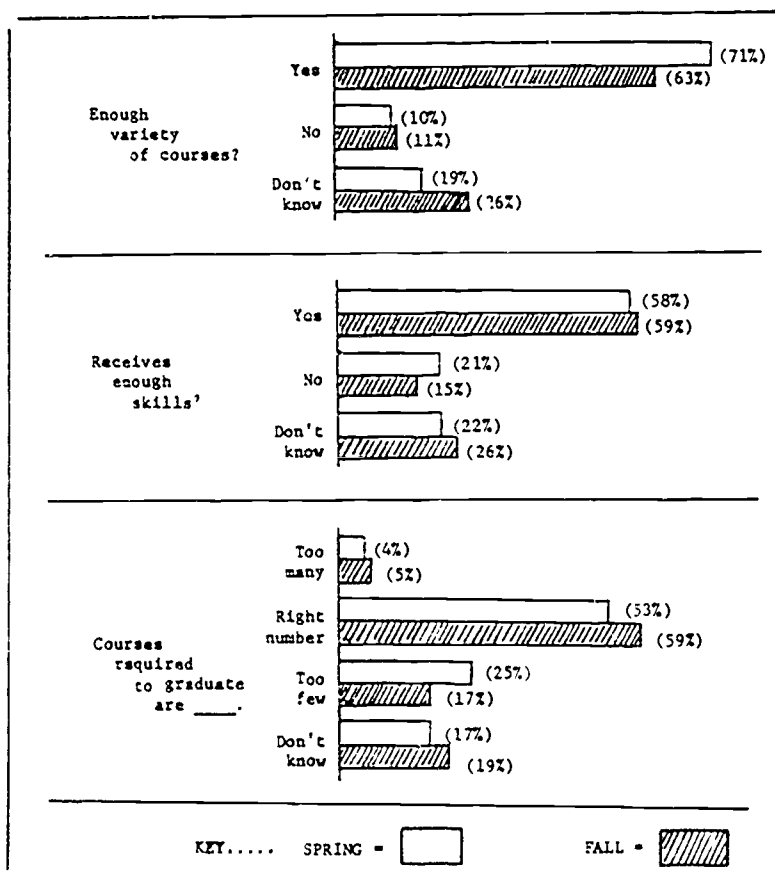 Yes
(71%)
(63%)
Enough
variety
of courses?
No
(10%)
(11%)
Don't
know
(19%)
(26%)
Yes
(58%)
(59%)
Receives
enough
skills?
No
(21%)
(15%)
Don't
know
(22%)
(26%)
Too
many
(4%)
(5%)
Right
number
(53%)
(59%)
Courses
required
to graduate
are ____.
Too
few
(25%)
(17%)
Don't
know
(17%)
(19%)
KEY..... SPRING = FALL =